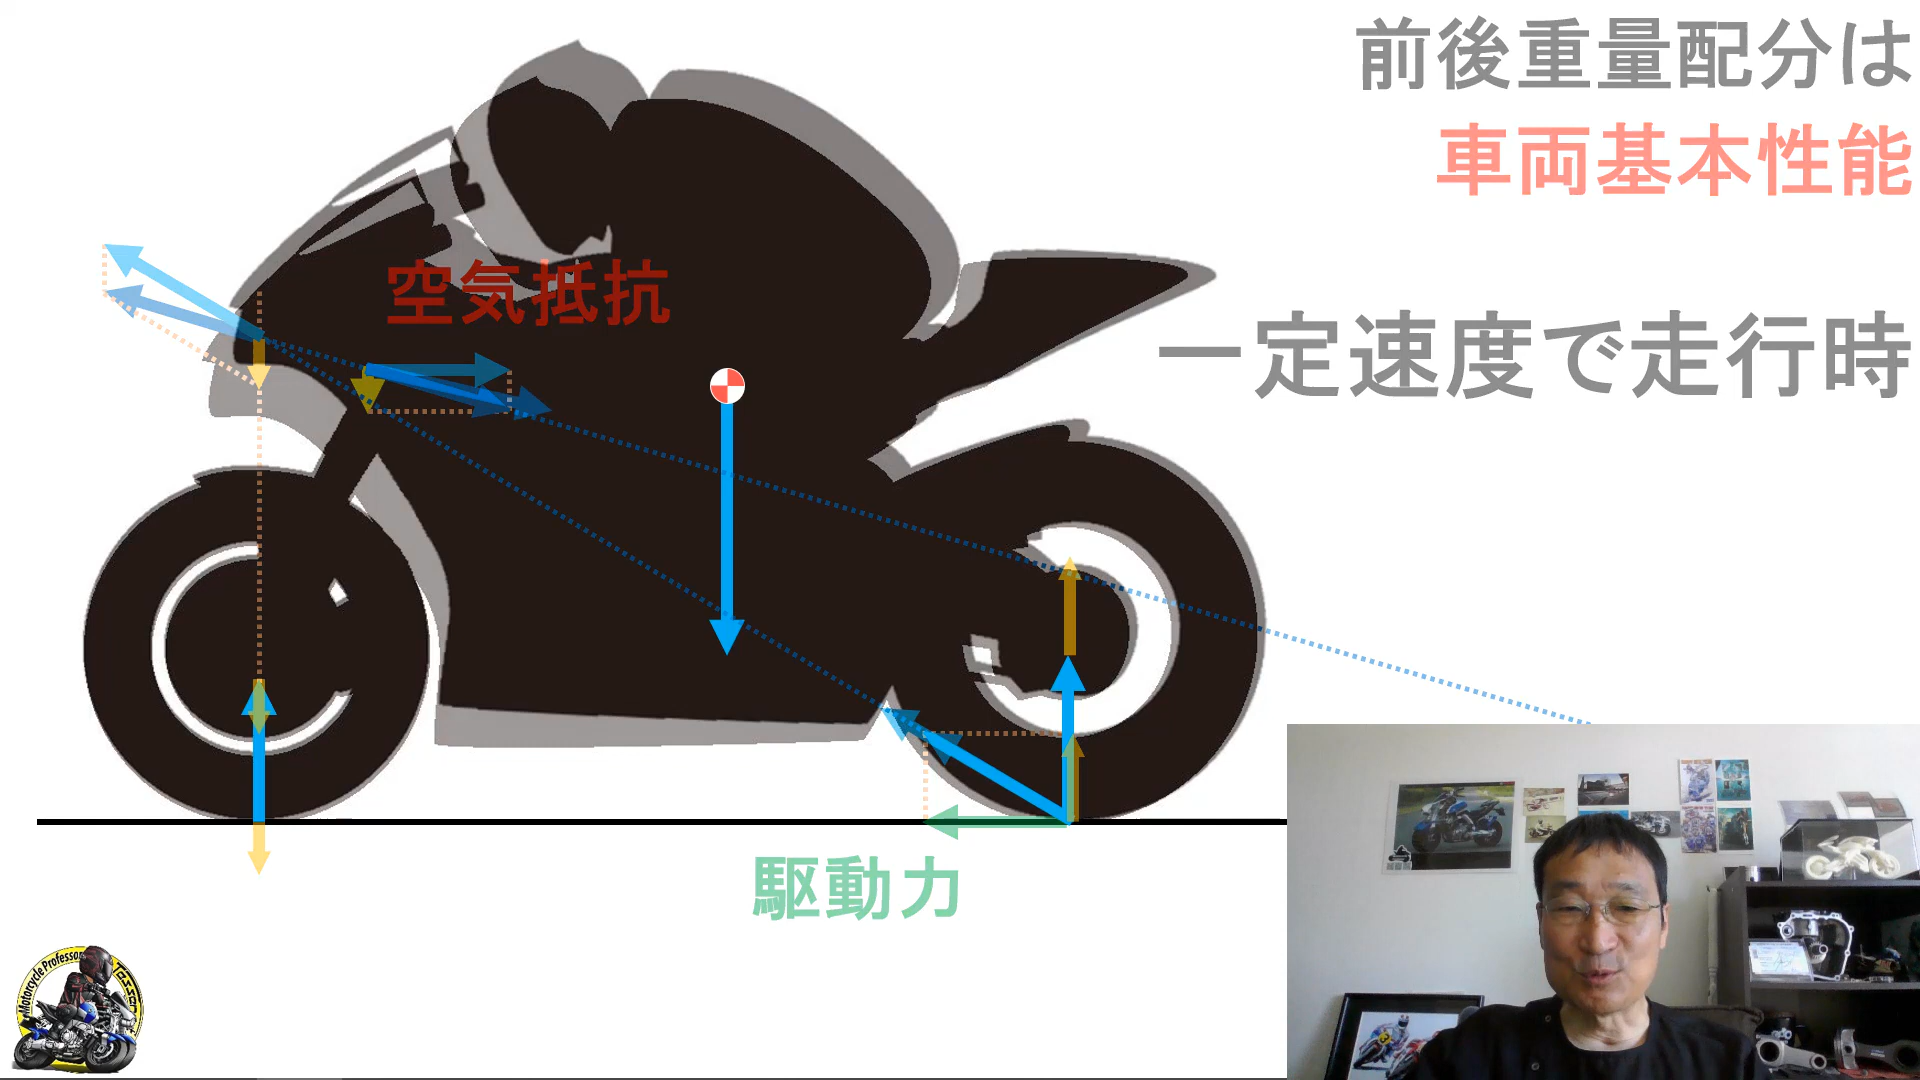 前後重量配分は
車両基本性能
空気抵抗
一定速度で走行時
駆動力
Motorcycle Professor